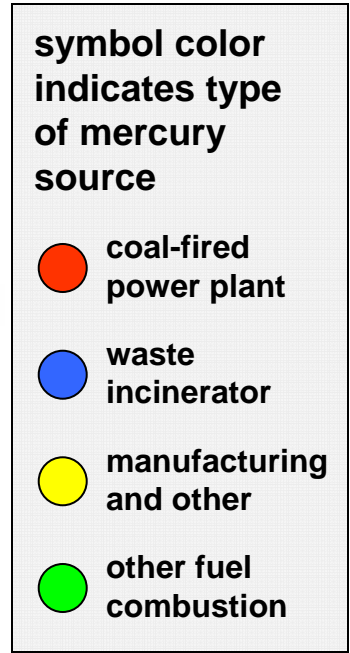 symbol color
indicates type
of mercury
source
coal-fired
power plant
waste
incinerator
manufacturing
and other
other fuel
combustion